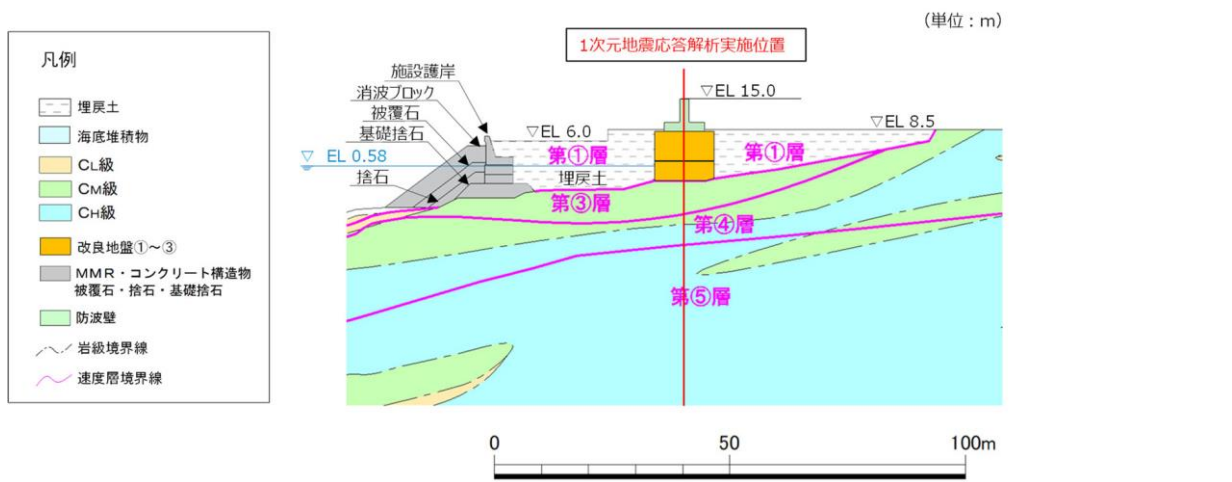 (単位:m)
凡例
埋戻土
海底堆積物
CL級
CM級
CH級
改良地盤①~③
MMR・コンクリート構造物
被覆石・捨石・基礎捨石
防波壁
岩級境界線
速度層境界線
1次元地震応答解析実施位置
施設護岸
消波ブロック
被覆石
基礎捨石
捨石
▽ EL 0.58
▽EL 6.0
▽EL 15.0
▽EL 8.5
第①層
第①層
埋戻土
第③層
第④層
第⑤層
0 50 100m